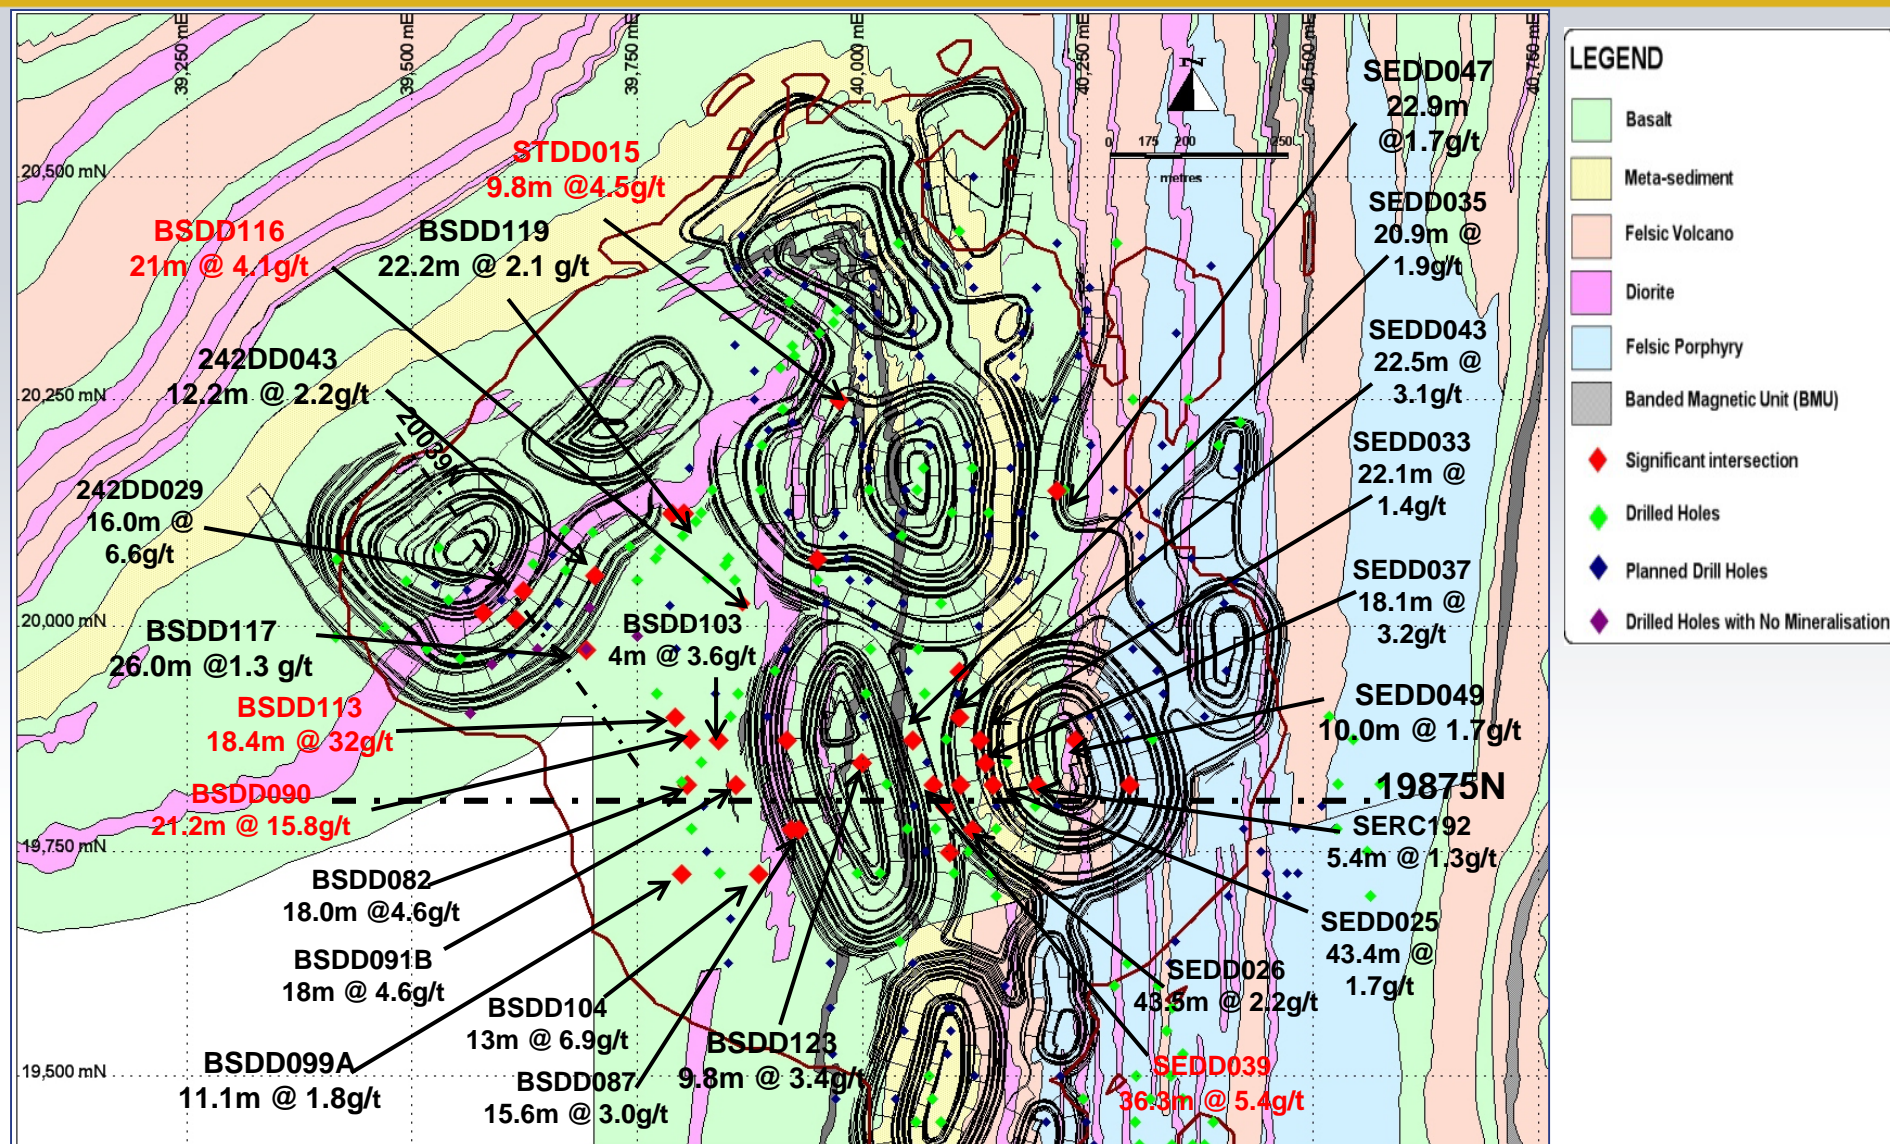 39,250 mE
39,500 mE
39,750 mE
40,000 mE
40,250 mE
40,500 mE
40,750 mE
20,500 mN
20,250 mN
20,000 mN
19,750 mN
19,500 mN
0 175 200 250
metres
STDD015
9.8m @4.5g/t
BSDD116
21m @ 4.1g/t
BSDD119
22.2m @ 2.1 g/t
242DD043
12.2m @ 2.2g/t
242DD029
16.0m @
6.6g/t
BSDD117
26.0m @1.3 g/t
BSDD103
4m @ 3.6g/t
BSDD113
18.4m @ 32g/t
BSDD090
21.2m @ 15.8g/t
BSDD082
18.0m @4.6g/t
BSDD091B
18m @ 4.6g/t
BSDD099A
11.1m @ 1.8g/t
BSDD104
13m @ 6.9g/t
BSDD087
15.6m @ 3.0g/t
BSDD123
9.8m @ 3.4g/t
SEDD047
22.9m
@1.7g/t
SEDD035
20.9m @
1.9g/t
SEDD043
22.5m @
3.1g/t
SEDD033
22.1m @
1.4g/t
SEDD037
18.1m @
3.2g/t
SEDD049
10.0m @ 1.7g/t
19875N
SERC192
5.4m @ 1.3g/t
SEDD025
43.4m @
1.7g/t
SEDD026
43.5m @ 2.2g/t
SEDD039
36.3m @ 5.4g/t
LEGEND
Basalt
Meta-sediment
Felsic Volcano
Diorite
Felsic Porphyry
Banded Magnetic Unit (BMU)
Significant intersection
Drilled Holes
Planned Drill Holes
Drilled Holes with No Mineralisation